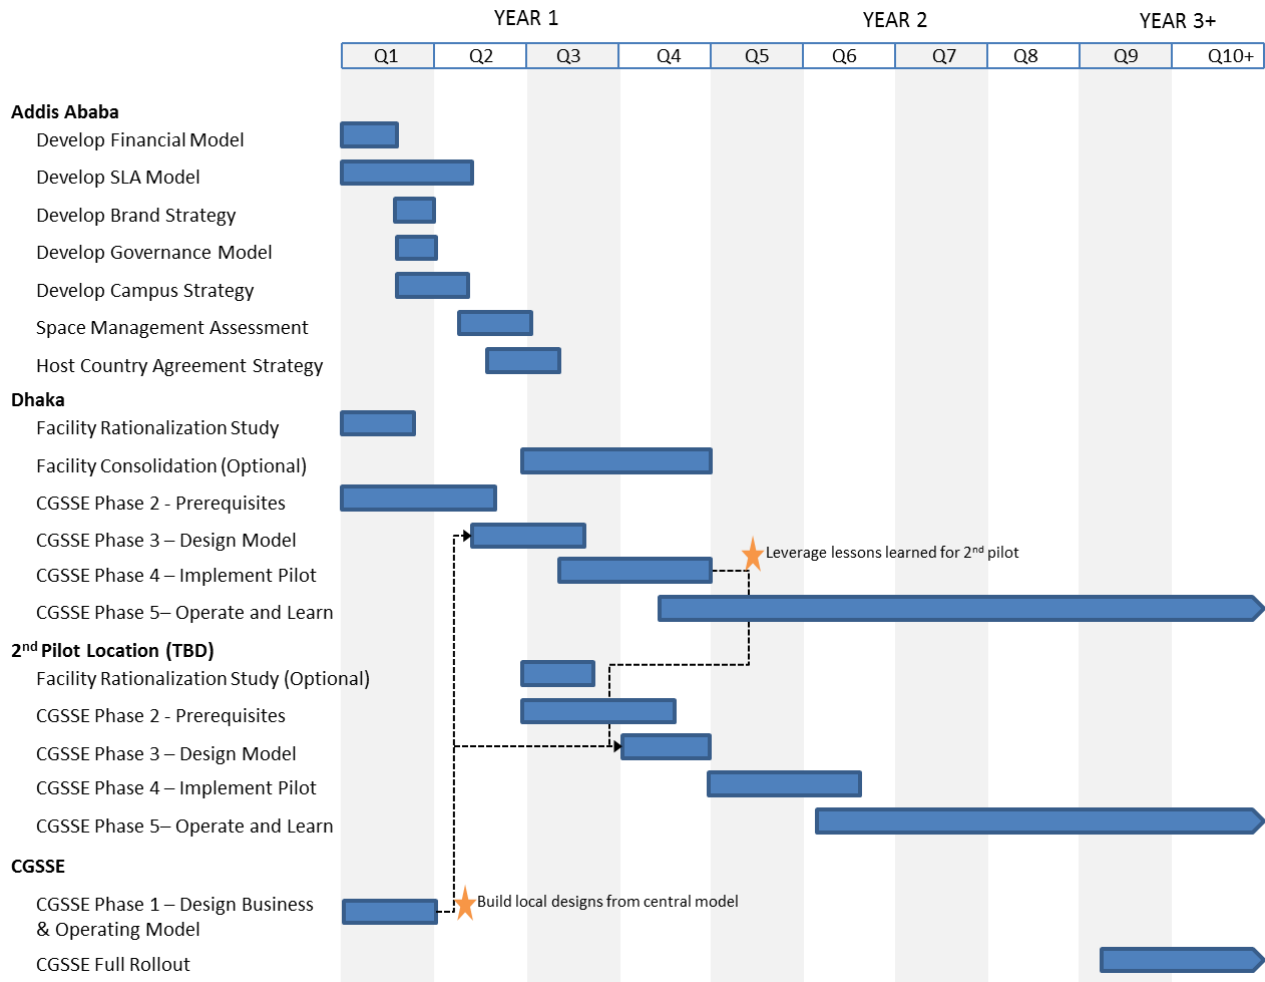 YEAR 1 YEAR 2 YEAR 3+
Q1 Q2 Q3 Q4 Q5 Q6 Q7 Q8 Q9 Q10+
Addis Ababa
Develop Financial Model
Develop SLA Model
Develop Brand Strategy
Develop Governance Model
Develop Campus Strategy
Space Management Assessment
Host Country Agreement Strategy
Dhaka
Facility Rationalization Study
Facility Consolidation (Optional)
CGSSE Phase 2 - Prerequisites
CGSSE Phase 3 – Design Model
Leverage lessons learned for 2nd pilot
CGSSE Phase 4 – Implement Pilot
CGSSE Phase 5– Operate and Learn
2nd Pilot Location (TBD)
Facility Rationalization Study (Optional)
CGSSE Phase 2 - Prerequisites
CGSSE Phase 3 – Design Model
CGSSE Phase 4 – Implement Pilot
CGSSE Phase 5– Operate and Learn
CGSSE
CGSSE Phase 1 – Design Business
& Operating Model
Build local designs from central model
CGSSE Full Rollout